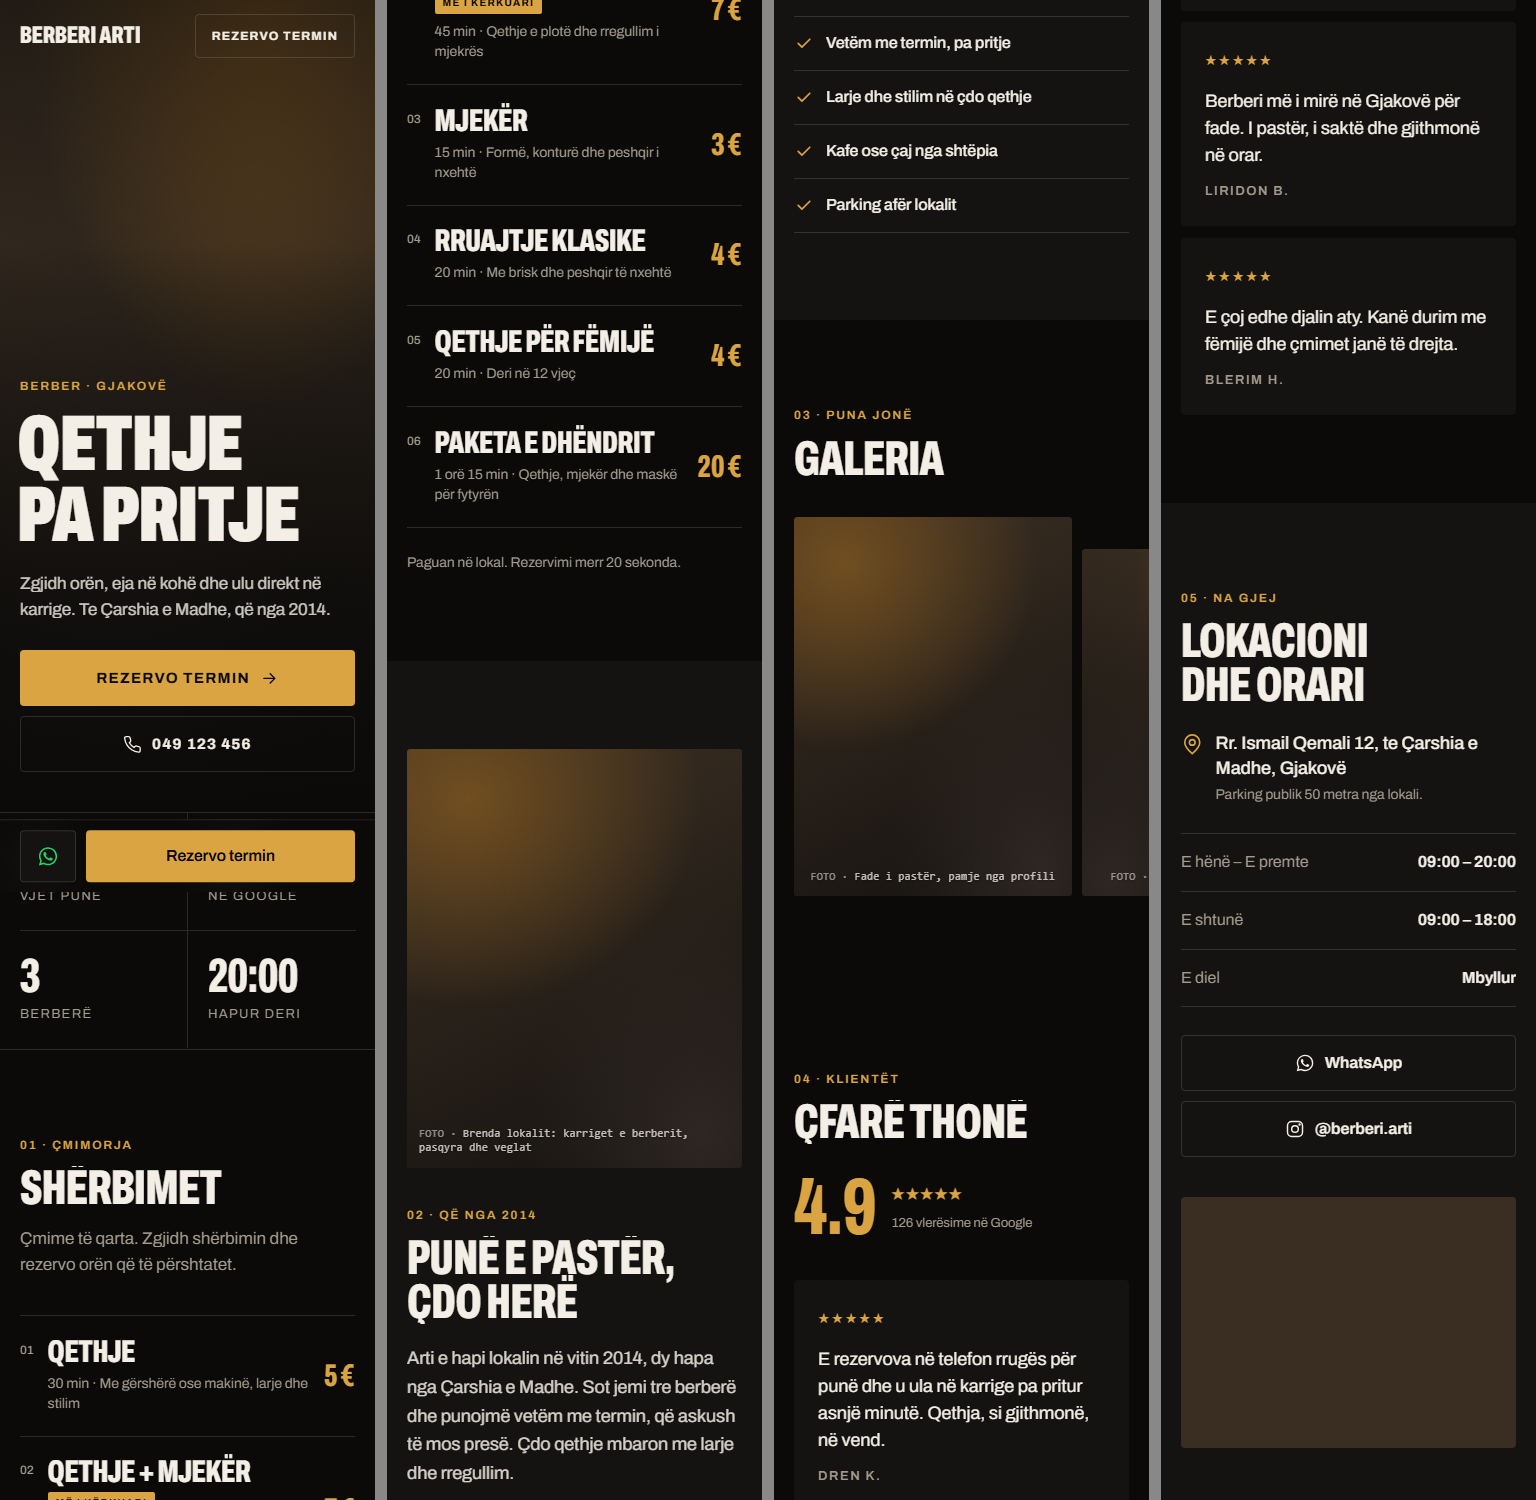 BERBERI ARTI
REZERVO TERMIN
BERBER · GJAKOVË
QETHJE
PA PRITJE
Zgjidh orën, eja në kohë dhe ulu direkt në
karrige. Te Çarshia e Madhe, që nga 2014.
REZERVO TERMIN →
049 123 456
Rezervo termin
VJET PUNË
NË GOOGLE
3
BERBERË
20:00
HAPUR DERI
01 · ÇMIMORJA
SHËRBIMET
Çmime të qarta. Zgjidh shërbimin dhe
rezervo orën që të përshtatet.
01
QETHJE
30 min · Me gërshërë ose makinë, larje dhe
stilim
5 €
02
QETHJE + MJEKËR
MË I KËRKUARI
7 €
45 min · Qethje e plotë dhe rregullim i
mjekrës
03
MJEKËR
15 min · Formë, konturë dhe peshqir i
nxehtë
3 €
04
RRUAJTJE KLASIKE
20 min · Me brisk dhe peshqir të nxehtë
4 €
05
QETHJE PËR FËMIJË
20 min · Deri në 12 vjeç
4 €
06
PAKETA E DHËNDRIT
1 orë 15 min · Qethje, mjekër dhe maskë
për fytyrën
20 €
Paguan në lokal. Rezervimi merr 20 sekonda.
FOTO · Brenda lokalit: karriget e berberit,
pasqyra dhe veglat
02 · QË NGA 2014
PUNË E PASTËR,
ÇDO HERË
Arti e hapi lokalin në vitin 2014, dy hapa
nga Çarshia e Madhe. Sot jemi tre berberë
dhe punojmë vetëm me termin, që askush
të mos presë. Çdo qethje mbaron me larje
dhe rregullim.
Vetëm me termin, pa pritje
Larje dhe stilim në çdo qethje
Kafe ose çaj nga shtëpia
Parking afër lokalit
03 · PUNA JONË
GALERIA
FOTO · Fade i pastër, pamje nga profili
FOTO ·
04 · KLIENTËT
ÇFARË THONË
4.9
★★★★★
126 vlerësime në Google
★★★★★
E rezervova në telefon rrugës për
punë dhe u ula në karrige pa pritur
asnjë minutë. Qethja, si gjithmonë,
në vend.
DREN K.
★★★★★
Berberi më i mirë në Gjakovë për
fade. I pastër, i saktë dhe gjithmonë
në orar.
LIRIDON B.
★★★★★
E çoj edhe djalin aty. Kanë durim me
fëmijë dhe çmimet janë të drejta.
BLERIM H.
05 · NA GJEJ
LOKACIONI
DHE ORARI
Rr. Ismail Qemali 12, te Çarshia e
Madhe, Gjakovë
Parking publik 50 metra nga lokali.
E hënë – E premte 09:00 – 20:00
E shtunë 09:00 – 18:00
E diel Mbyllur
WhatsApp
@berberi.arti